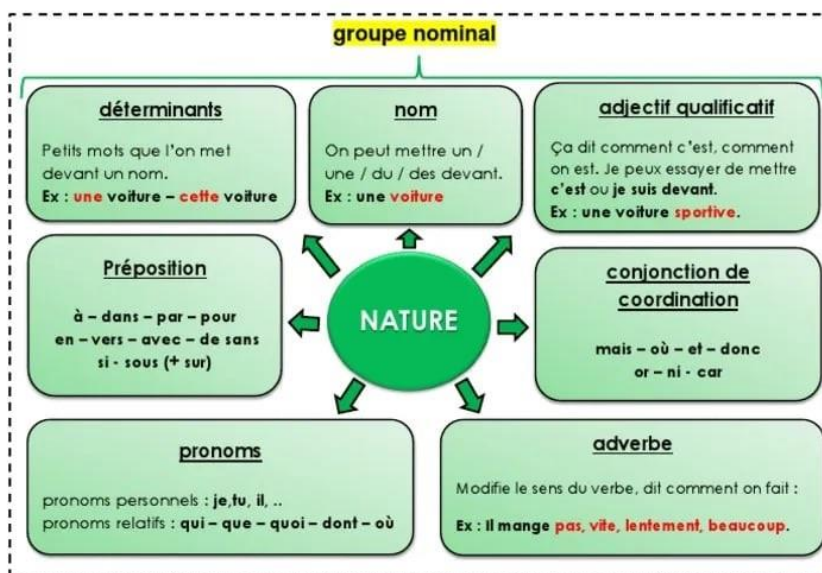 groupe nominal
déterminants
Petits mots que l'on met
devant un nom.
Ex : une voiture – cette voiture
nom
On peut mettre un /
une / du / des devant.
Ex : une voiture
adjectif qualificatif
Ça dit comment c'est, comment
on est. Je peux essayer de mettre
c'est ou je suis devant.
Ex : une voiture sportive.
Préposition
à – dans – par – pour
en – vers – avec – de sans
si - sous (+ sur)
NATURE
conjonction de
coordination
mais – où – et – donc
or – ni - car
pronoms
pronoms personnels : je,tu, il, ..
pronoms relatifs : qui – que – quoi – dont – où
adverbe
Modifie le sens du verbe, dit comment on fait :
Ex : Il mange pas, vite, lentement, beaucoup.